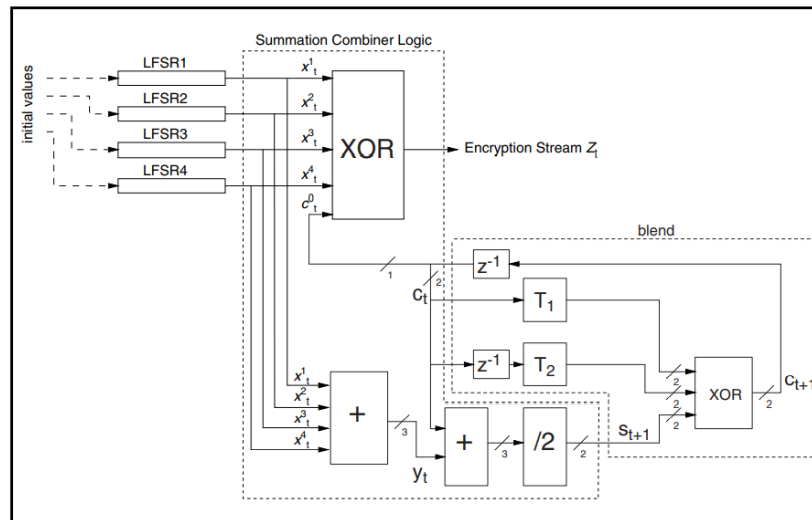 Summation Combiner Logic
initial values
LFSR1
LFSR2
LFSR3
LFSR4
x¹ₜ
x²ₜ
x³ₜ
x⁴ₜ
c⁰ₜ
XOR
Encryption Stream Zₜ
blend
1
2
cₜ
z⁻¹
T₁
z⁻¹
T₂
2
2
2
XOR
2
cₜ₊₁
x¹ₜ
x²ₜ
x³ₜ
x⁴ₜ
+
3
yₜ
+
3
/2
2
sₜ₊₁